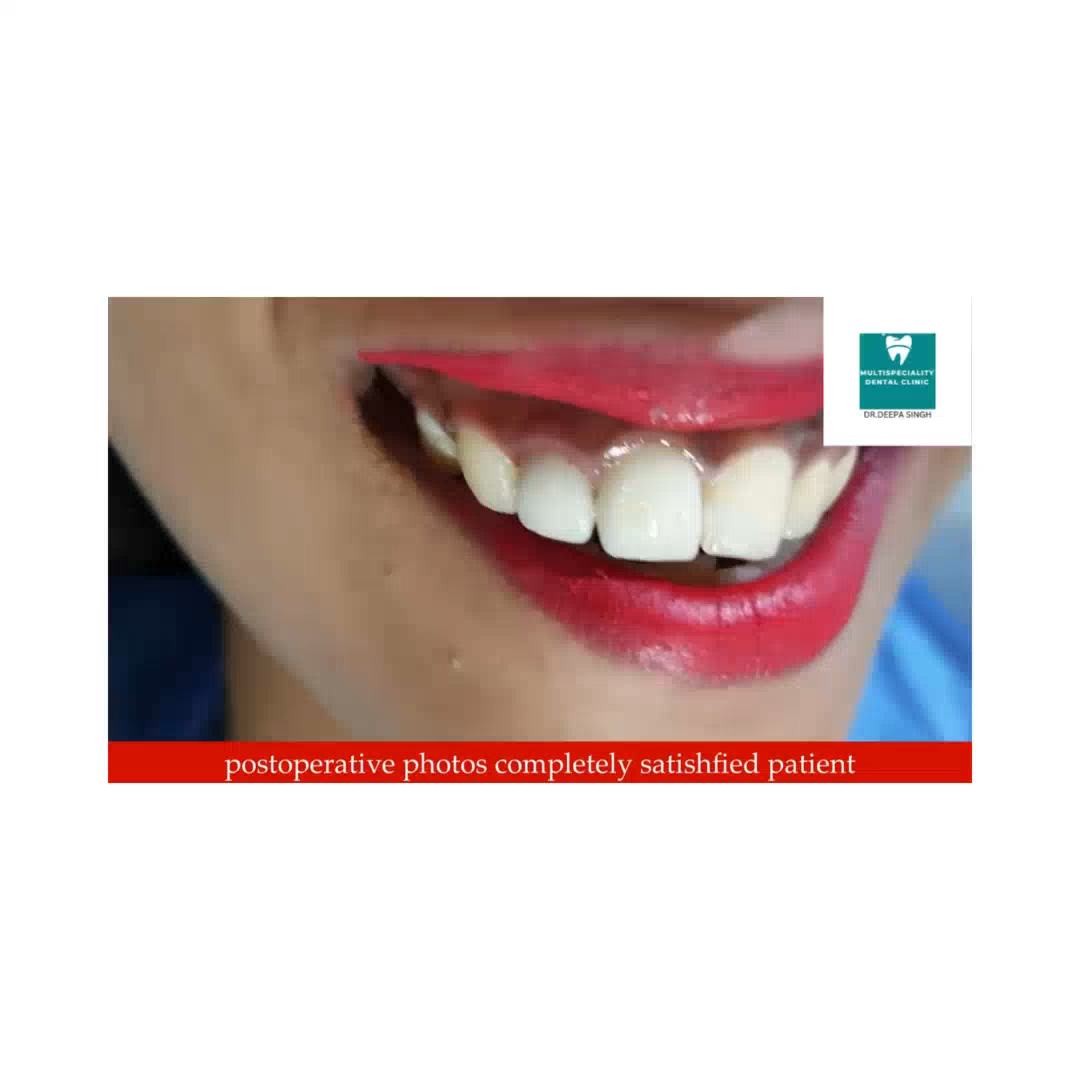 MULTISPECIALITY
DENTAL CLINIC
DR.DEEPA SINGH
postoperative photos completely satishfied patient